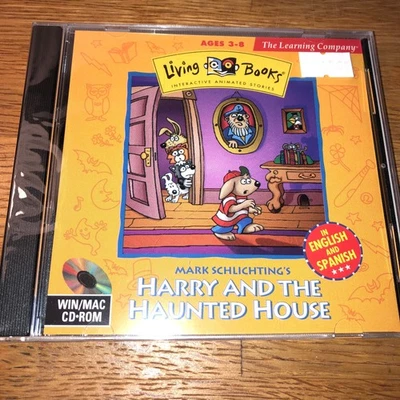 AGES 3-8
The Learning Company®
Living Books®
INTERACTIVE ANIMATED STORIES
IN
ENGLISH
AND
SPANISH
★★★
MARK SCHLICHTING'S
HARRY AND THE
HAUNTED HOUSE
WIN/MAC
CD-ROM